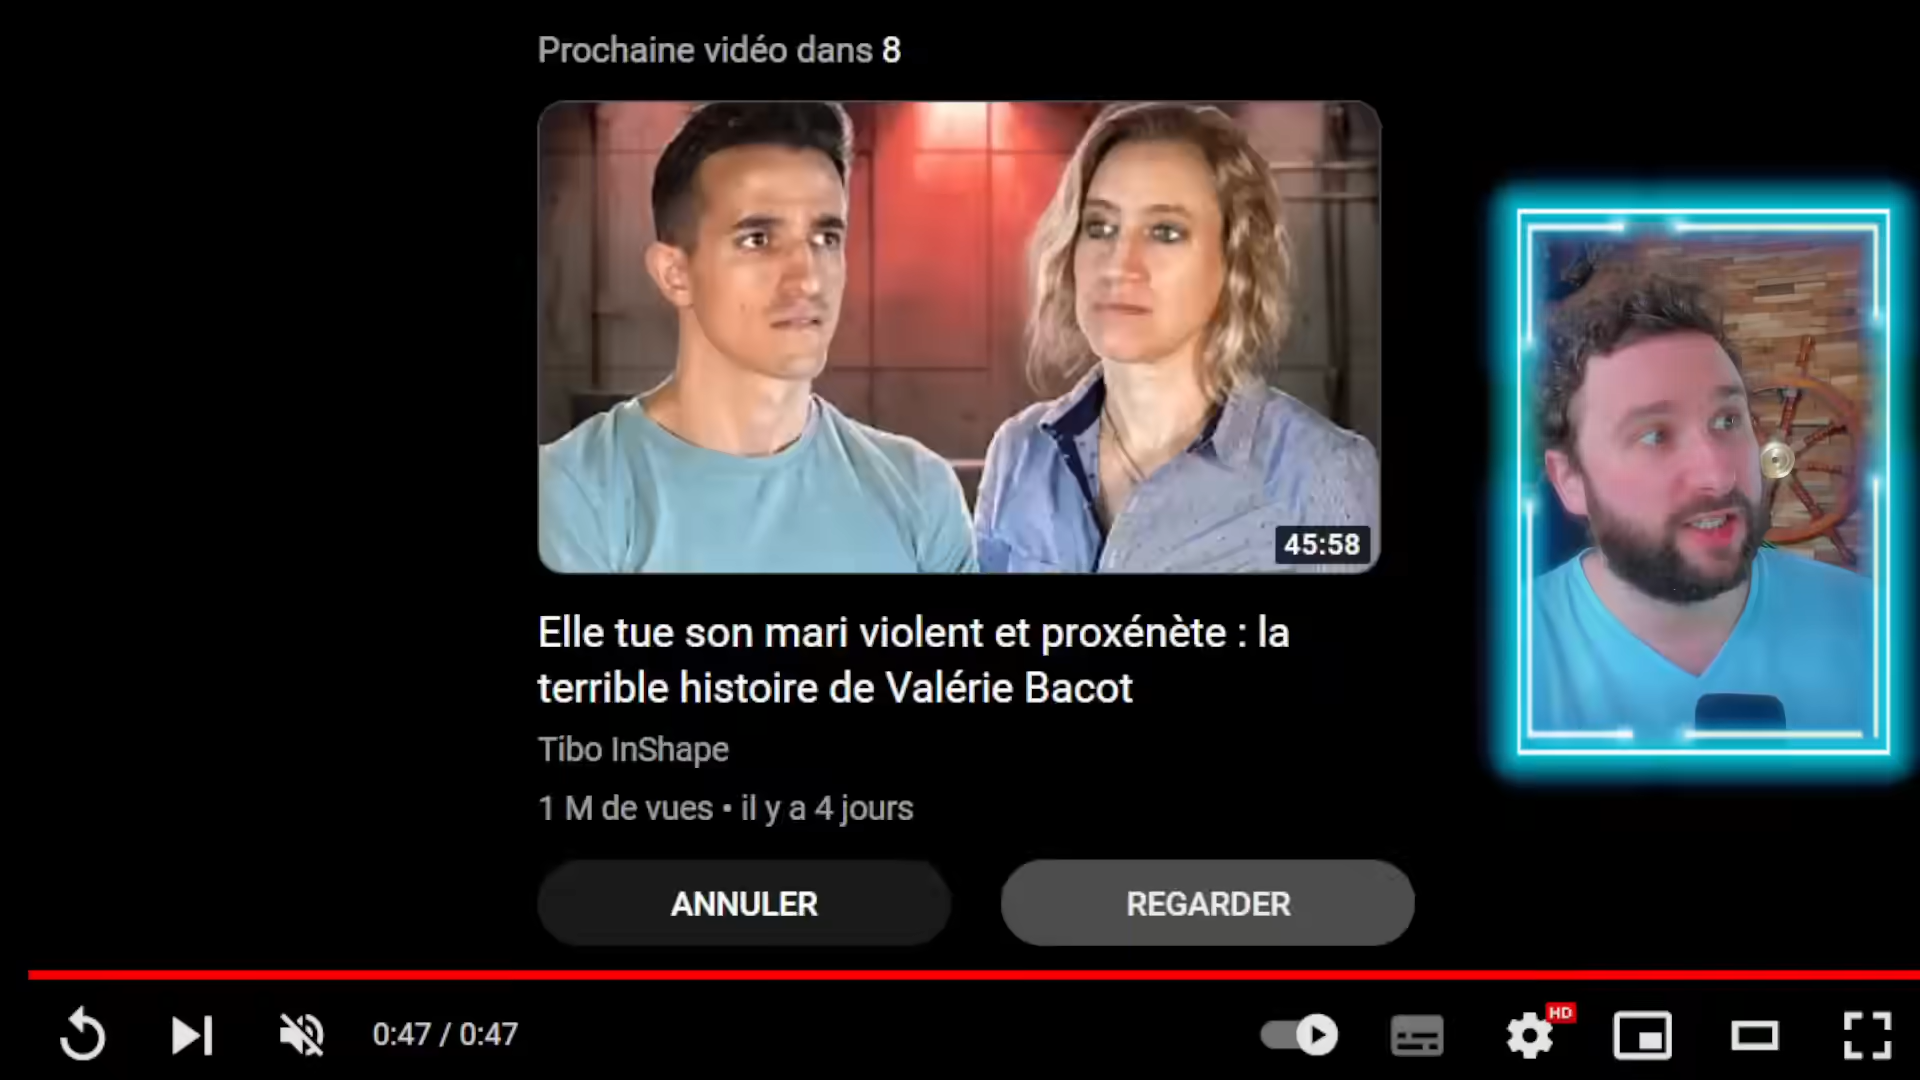 Prochaine vidéo dans 8
45:58
Elle tue son mari violent et proxénète : la
terrible histoire de Valérie Bacot
Tibo InShape
1 M de vues • il y a 4 jours
ANNULER
REGARDER
0:47 / 0:47
HD